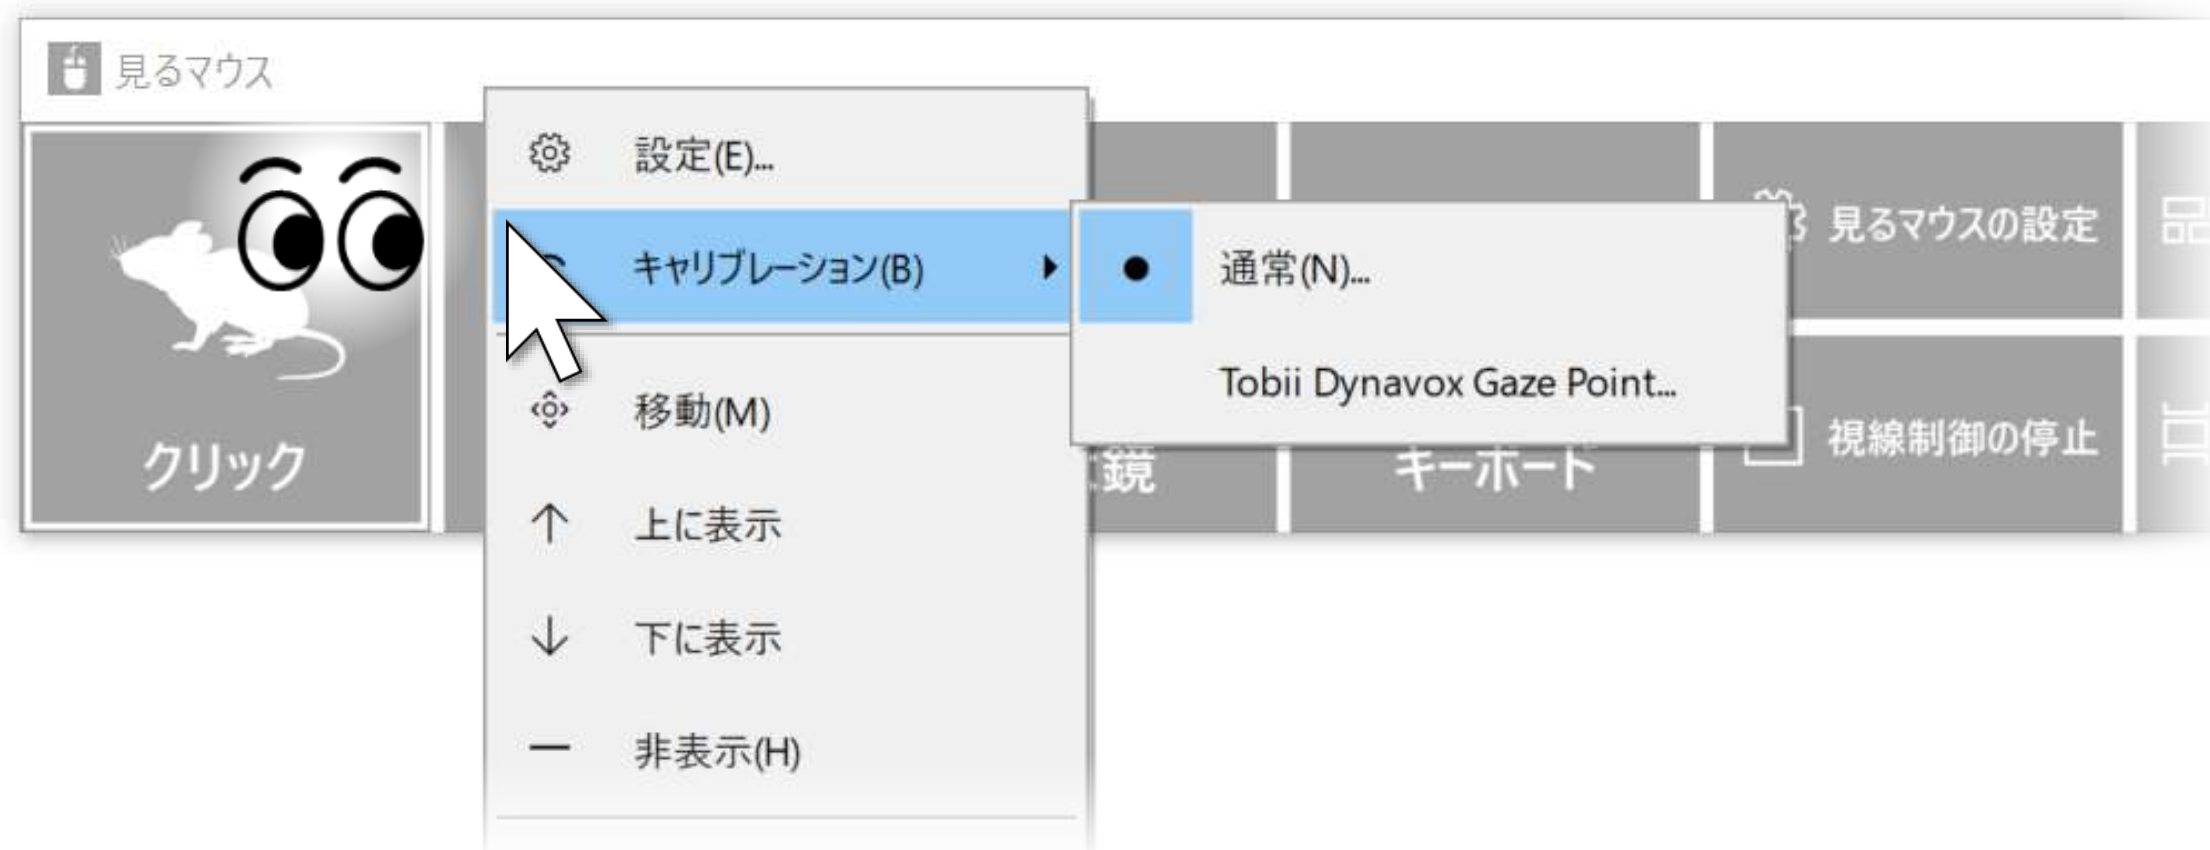 見るマウス
設定(E)...
キャリブレーション(B)
通常(N)...
Tobii Dynavox Gaze Point...
見るマウスの設定
移動(M)
クリック
鏡
キーボード
視線制御の停止
上に表示
下に表示
非表示(H)